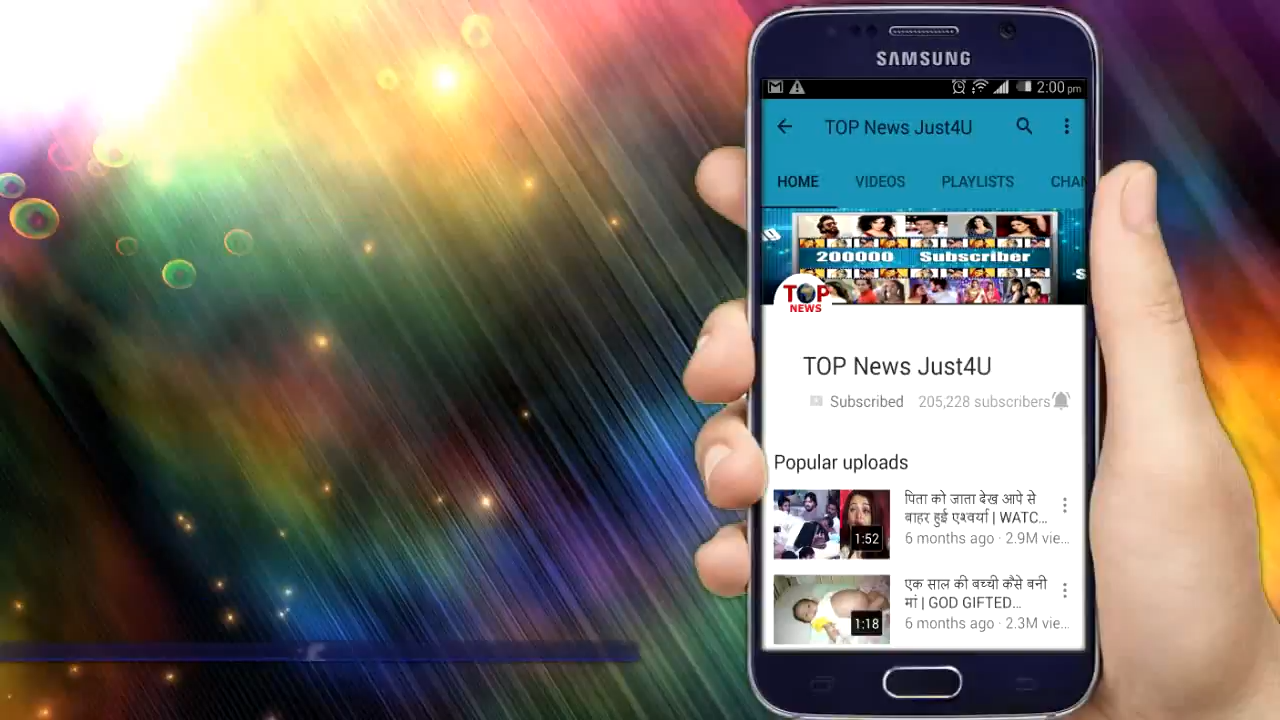 SAMSUNG
2:00 pm
TOP News Just4U
HOME VIDEOS PLAYLISTS CHAN
200000 Subscriber
TOP
NEWS
TOP News Just4U
Subscribed 205,228 subscribers
Popular uploads
पिता को जाता देख आपे से
बाहर हुई एश्वर्या | WATC...
6 months ago · 2.9M vie...
1:52
एक साल की बच्ची कैसे बनी
मां | GOD GIFTED...
6 months ago · 2.3M vie...
1:18